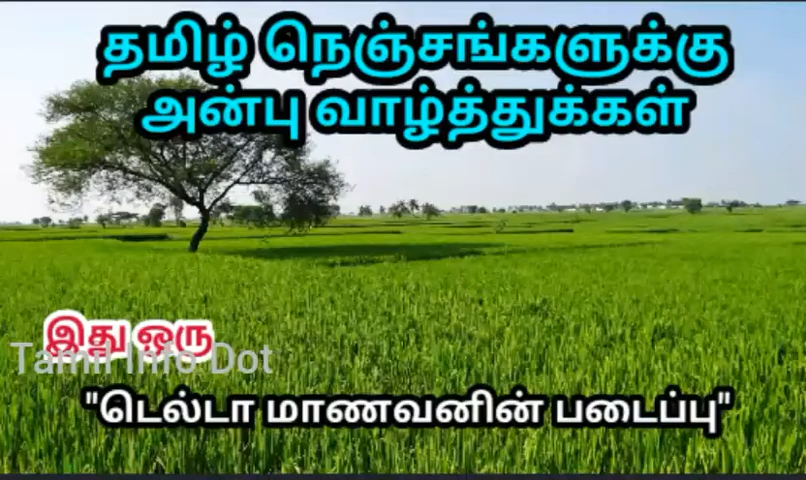 தமிழ் நெஞ்சங்களுக்கு
அன்பு வாழ்த்துக்கள்
இது ஒரு
Tamil Info Dot
"டெல்டா மாணவனின் படைப்பு"